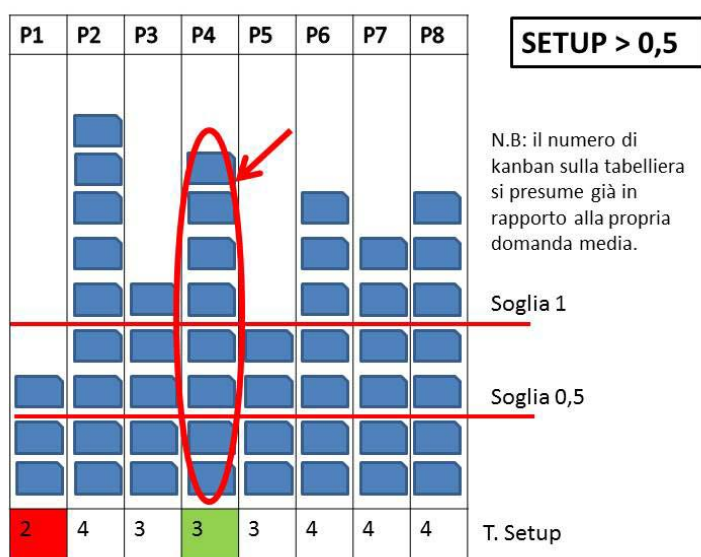 P1 P2 P3 P4 P5 P6 P7 P8
SETUP > 0,5
N.B: il numero di
kanban sulla tabelliera
si presume già in
rapporto alla propria
domanda media.
Soglia 1
Soglia 0,5
2 4 3 3 3 4 4 4 T. Setup